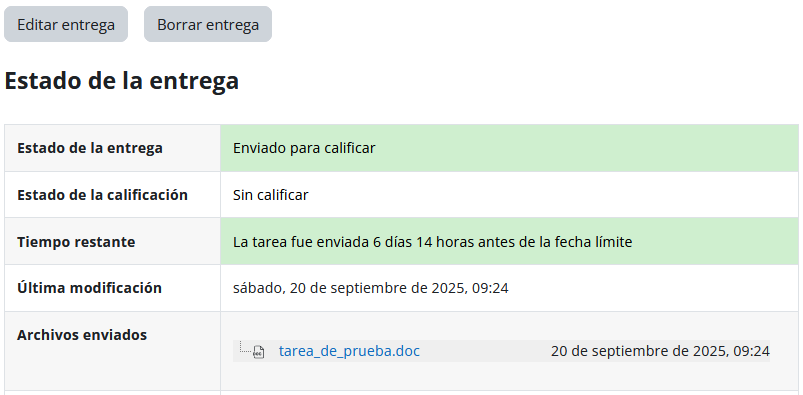 Editar entrega Borrar entrega
Estado de la entrega
Estado de la entrega Enviado para calificar
Estado de la calificación Sin calificar
Tiempo restante La tarea fue enviada 6 días 14 horas antes de la fecha límite
Última modificación sábado, 20 de septiembre de 2025, 09:24
Archivos enviados
tarea_de_prueba.doc 20 de septiembre de 2025, 09:24